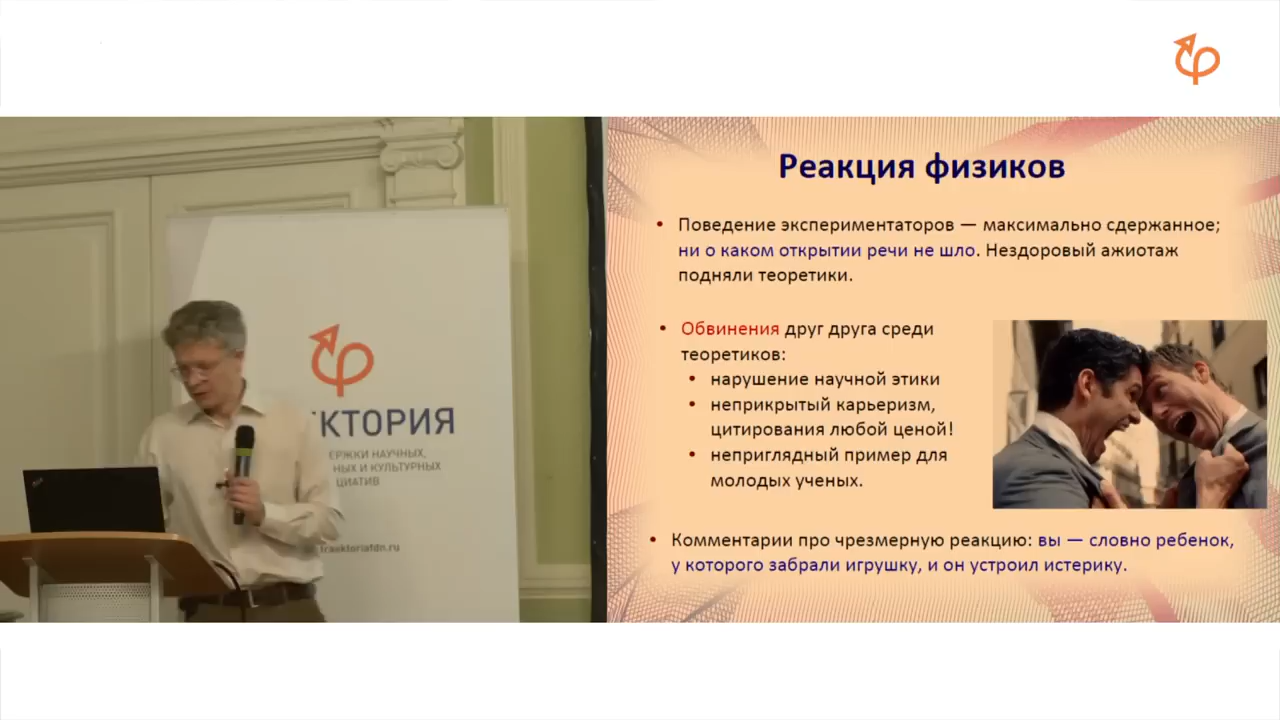 КТОРИЯ
ЕРЖКИ НАУЧНЫХ,
НЫХ И КУЛЬТУРНЫХ
ЦИАТИВ
traektoriafdn.ru
Реакция физиков
• Поведение экспериментаторов — максимально сдержанное;
ни о каком открытии речи не шло. Нездоровый ажиотаж
подняли теоретики.
• Обвинения друг друга среди
теоретиков:
• нарушение научной этики
• неприкрытый карьеризм,
цитирования любой ценой!
• неприглядный пример для
молодых ученых.
• Комментарии про чрезмерную реакцию: вы — словно ребенок,
у которого забрали игрушку, и он устроил истерику.